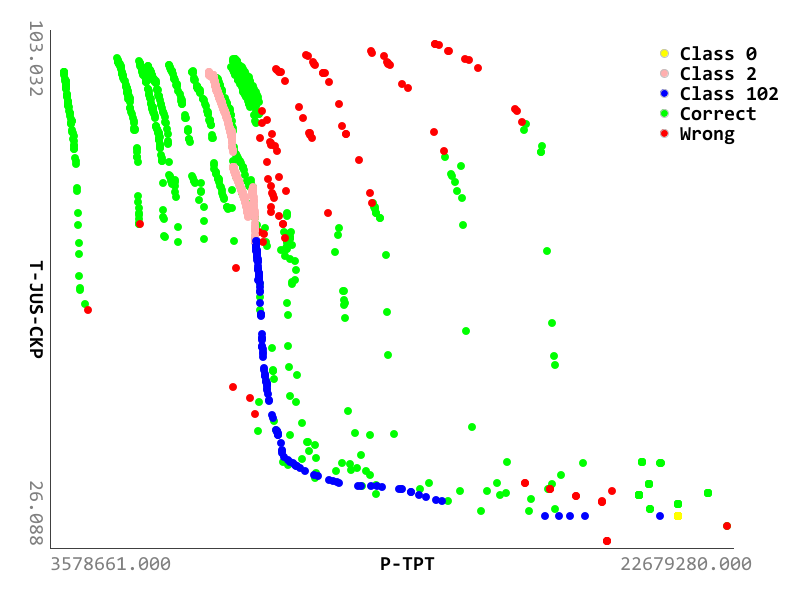 103.032
T-JUS-CKP
26.088
Class 0
Class 2
Class 102
Correct
Wrong
3578661.000
P-TPT
22679280.000